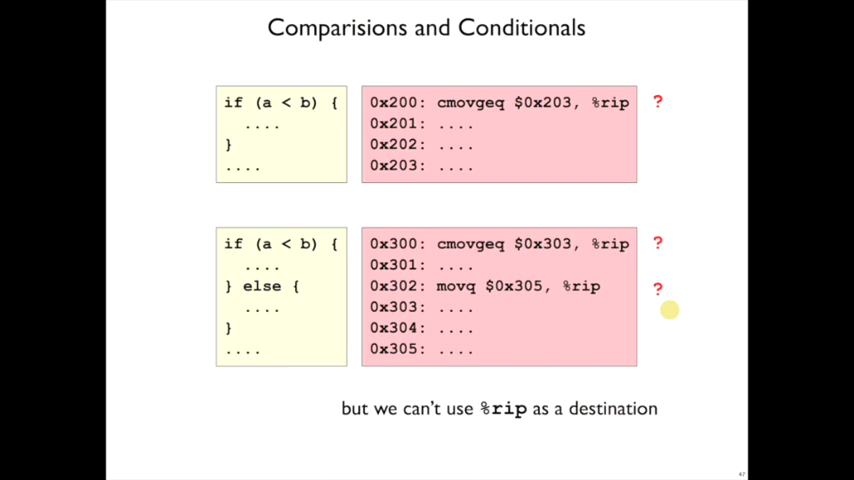 Comparisions and Conditionals
if (a < b) {
....
}
....
0x200: cmovgeq $0x203, %rip ?
0x201: ....
0x202: ....
0x203: ....
if (a < b) {
....
} else {
....
}
....
0x300: cmovgeq $0x303, %rip ?
0x301: ....
0x302: movq $0x305, %rip ?
0x303: ....
0x304: ....
0x305: ....
but we can't use %rip as a destination
47